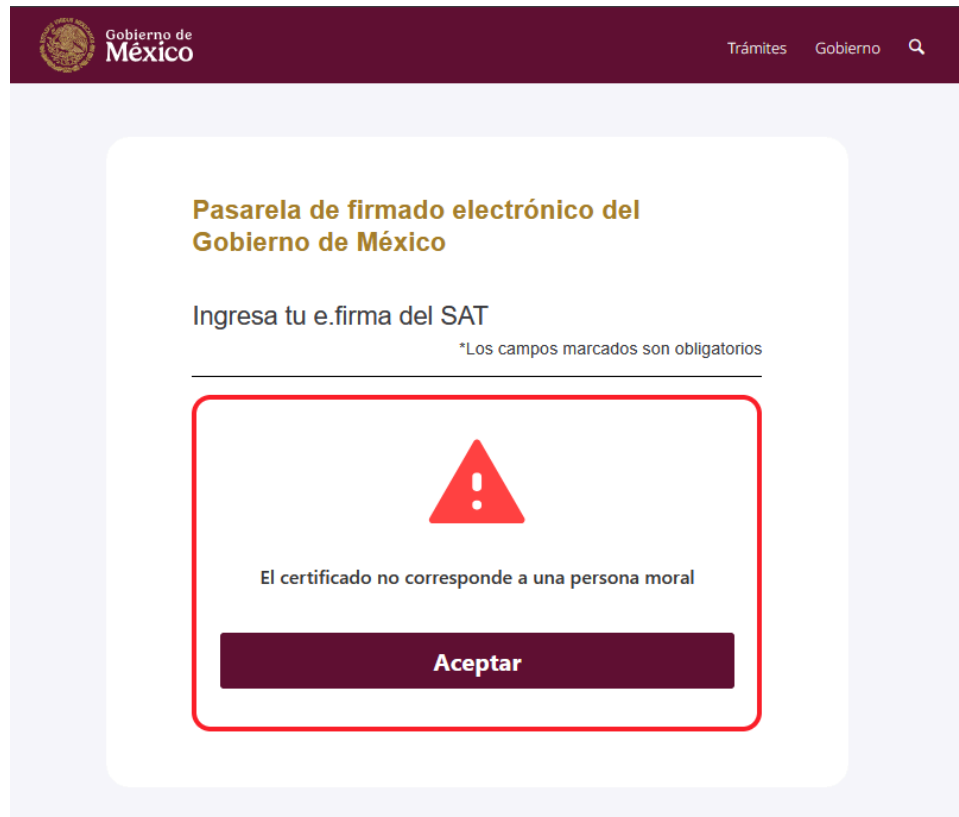 Gobierno de
México
Trámites Gobierno
Pasarela de firmado electrónico del
Gobierno de México
Ingresa tu e.firma del SAT
*Los campos marcados son obligatorios
El certificado no corresponde a una persona moral
Aceptar